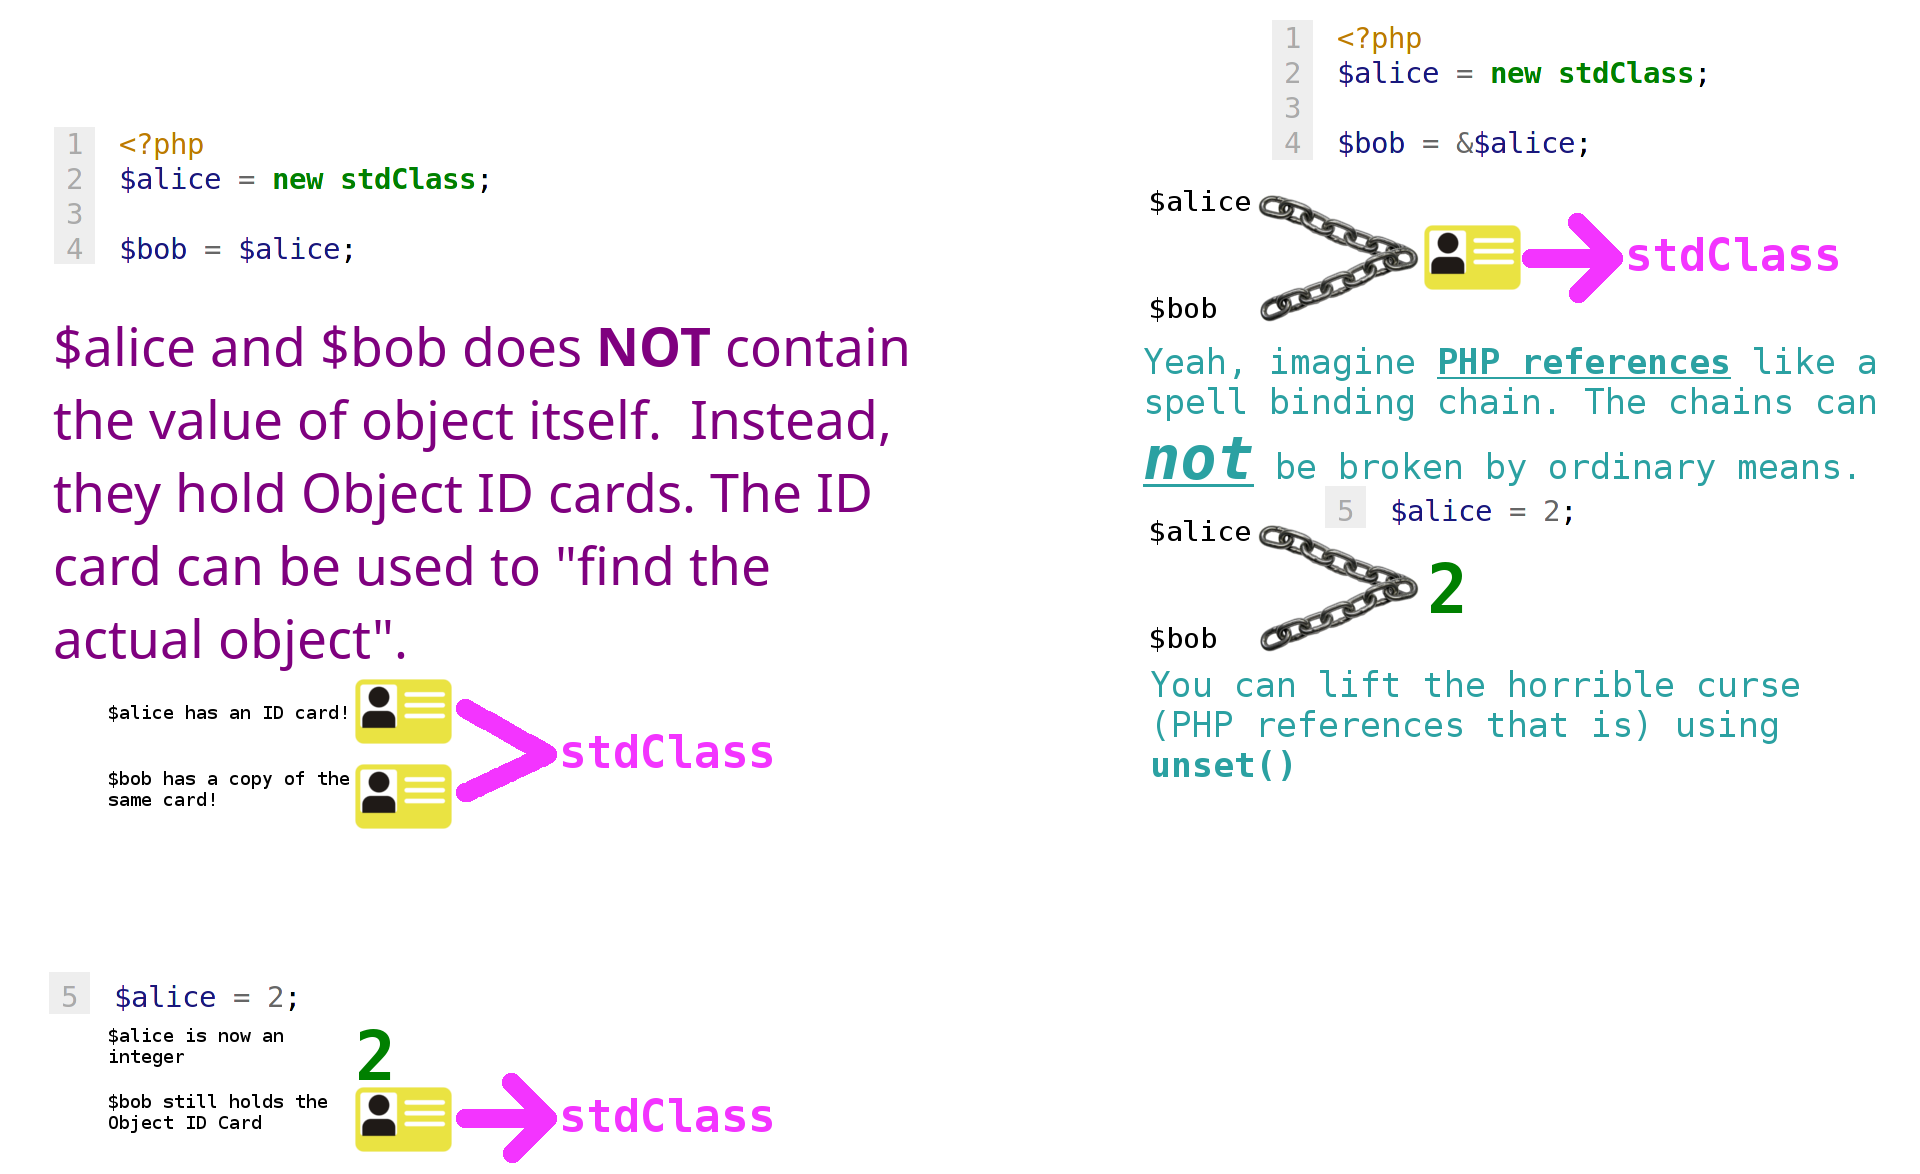 1 <?php
2 $alice = new stdClass;
3
4 $bob = $alice;
$alice and $bob does NOT contain
the value of object itself.  Instead,
they hold Object ID cards. The ID
card can be used to "find the
actual object".
$alice has an ID card!
$bob has a copy of the
same card!
stdClass
5 $alice = 2;
$alice is now an
integer
2
$bob still holds the
Object ID Card
stdClass
1 <?php
2 $alice = new stdClass;
3
4 $bob = &$alice;
$alice
stdClass
$bob
Yeah, imagine PHP references like a
spell binding chain. The chains can
not be broken by ordinary means.
5 $alice = 2;
$alice
2
$bob
You can lift the horrible curse
(PHP references that is) using
unset()